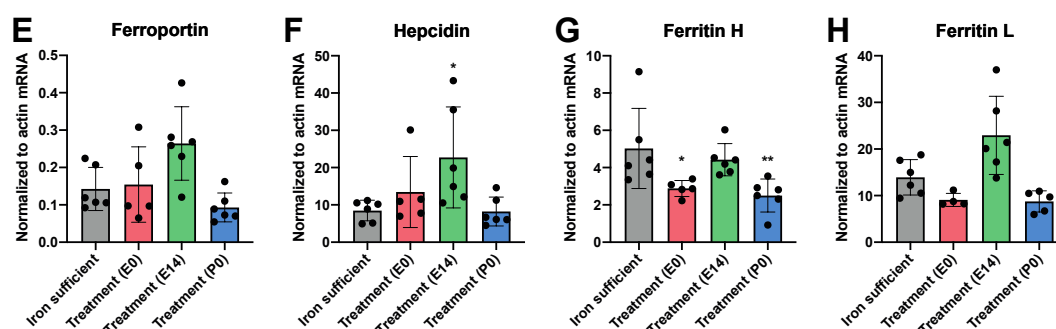 E Ferroportin
Normalized to actin mRNA
0.5
0.4
0.3
0.2
0.1
0.0
Iron sufficient
Treatment (E0)
Treatment (E14)
Treatment (P0)
F Hepcidin
Normalized to actin mRNA
50
40
30
20
10
0
*
Iron sufficient
Treatment (E0)
Treatment (E14)
Treatment (P0)
G Ferritin H
Normalized to actin mRNA
10
8
6
4
2
0
*
**
Iron sufficient
Treatment (E0)
Treatment (E14)
Treatment (P0)
H Ferritin L
Normalized to actin mRNA
40
30
20
10
0
Iron sufficient
Treatment (E0)
Treatment (E14)
Treatment (P0)